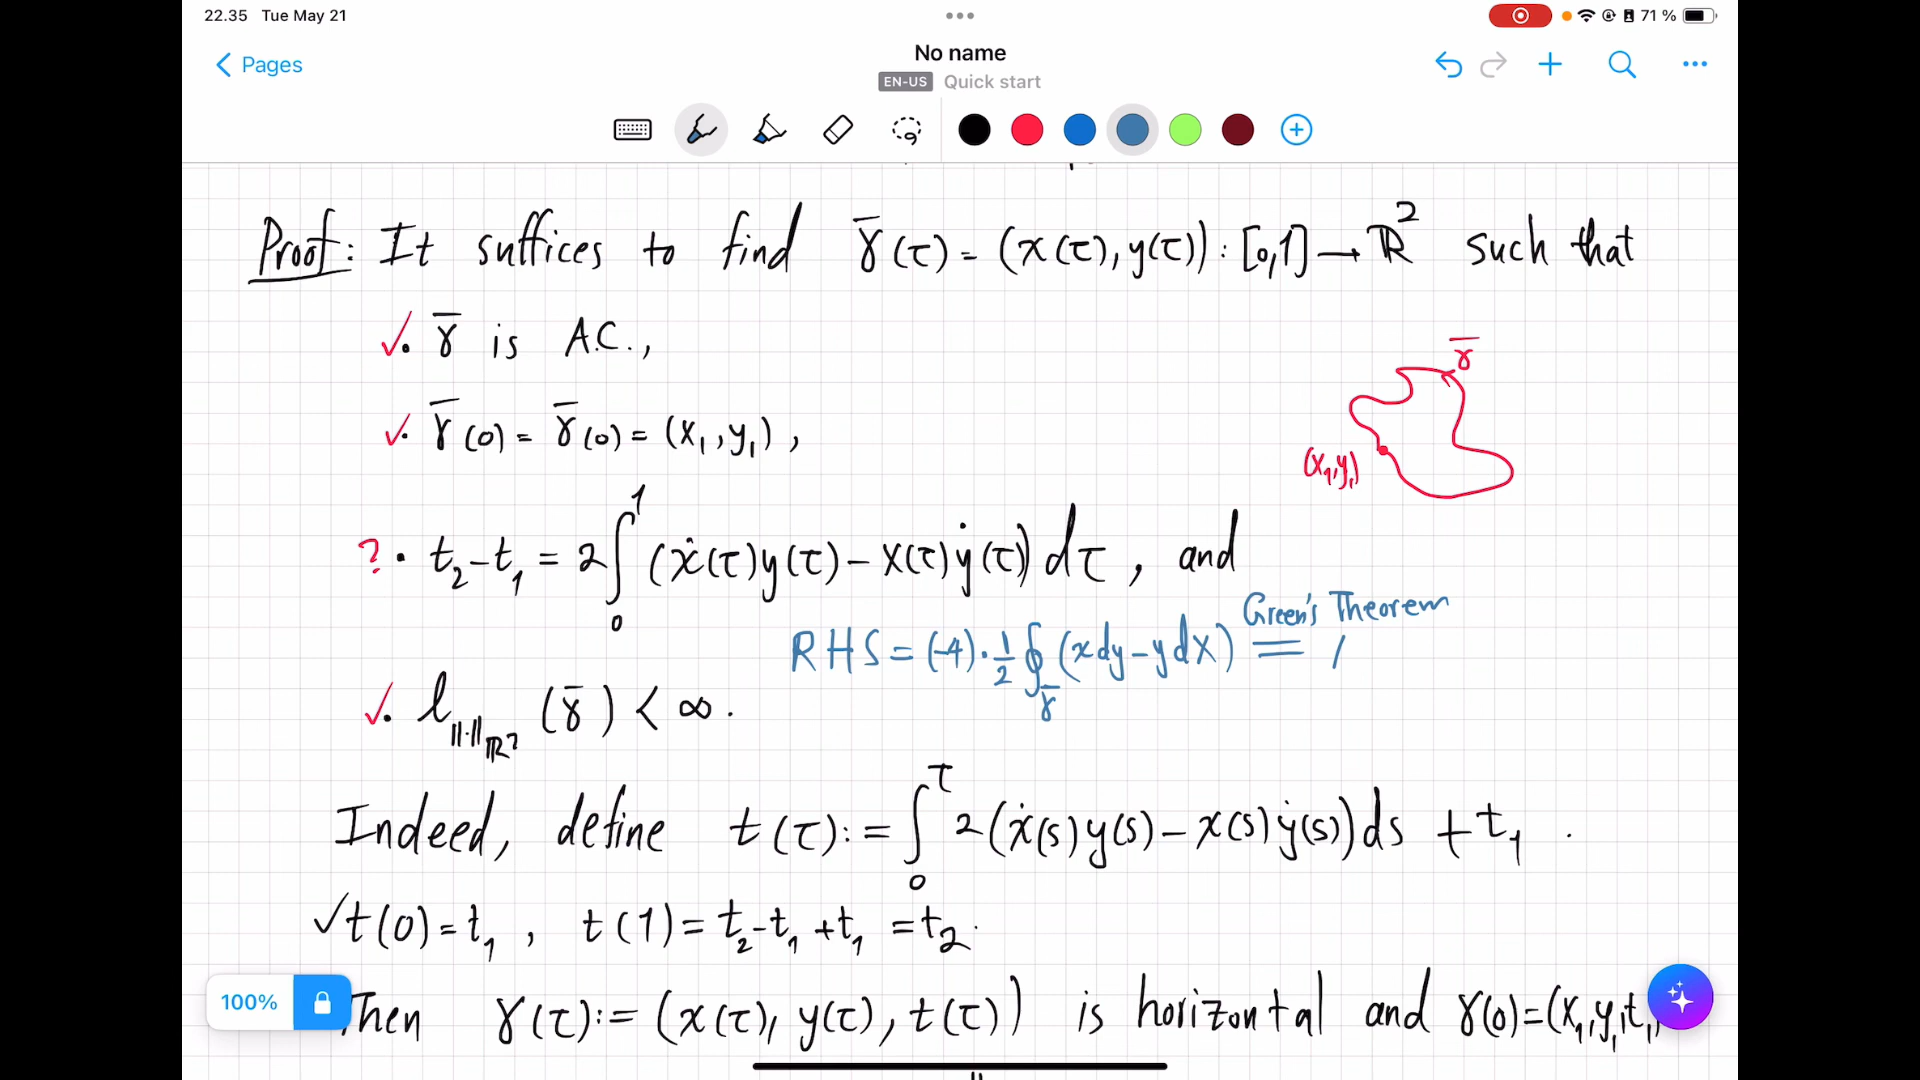 22.35 Tue May 21
71 %
Pages
No name
EN-US Quick start
Proof: It suffices to find γ̄(τ) = (x(τ), y(τ)) : [0,1] → ℝ² such that
✓ • γ̄ is A.C.,
γ̄
✓ • γ̄(0) = γ̄(0) = (x₁, y₁),
(x₁,y₁)
? • t₂ - t₁ = 2∫₀¹ (ẋ(τ)y(τ) - x(τ)ẏ(τ)) dτ, and
Green's Theorem
RHS = (-4)·½ ∮_γ̄ (xdy - ydx) =
✓ • l_{‖·‖_ℝ²} (γ̄) < ∞.
Indeed, define t(τ) := ∫₀^τ 2(ẋ(s)y(s) - x(s)ẏ(s))ds + t₁.
✓ t(0) = t₁, t(1) = t₂ - t₁ + t₁ = t₂.
100%
Then γ(τ) := (x(τ), y(τ), t(τ)) is horizontal and γ(0) = (x₁, y₁, t₁)